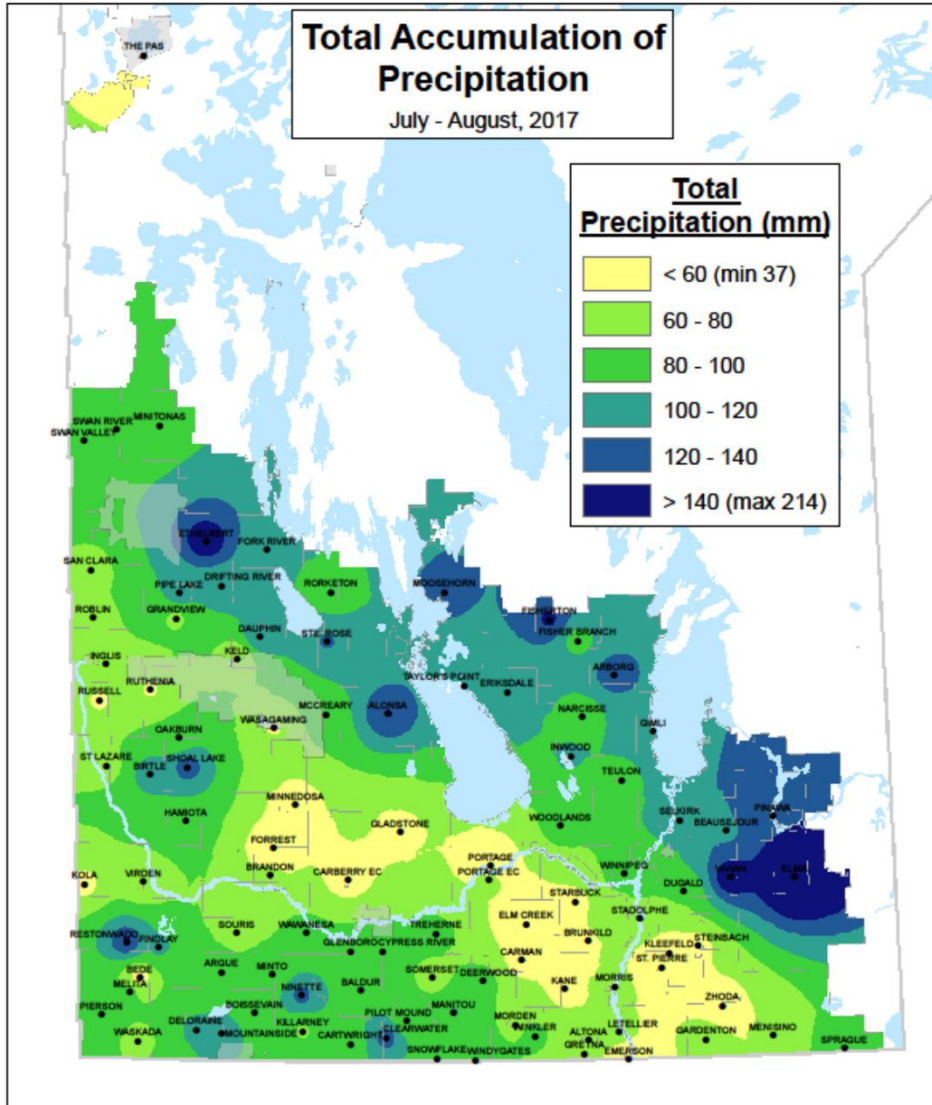 THE PAS
Total Accumulation of
Precipitation
July - August, 2017
Total
Precipitation (mm)
< 60 (min 37)
60 - 80
80 - 100
100 - 120
120 - 140
> 140 (max 214)
SWAN RIVER
MINITONAS
SWAN VALLEY
ETHELBERT
FORK RIVER
SAN CLARA
PIPE LAKE
DRIFTING RIVER
RORKETON
MOOSEHORN
ROBLIN
GRANDVIEW
FISHERTON
DAUPHIN
STE. ROSE
FISHER BRANCH
INGLIS
KELD
ARBORG
RUSSELL
RUTHENIA
TAYLOR'S POINT
ERIKSDALE
WASAGAMING
MCCREARY
ALONSA
NARCISSE
OAKBURN
GIMLI
ST LAZARE
BIRTLE
SHOAL LAKE
INWOOD
TEULON
HAMIOTA
MINNEDOSA
PINAWA
GLADSTONE
WOODLANDS
SELKIRK
BEAUSEJOUR
FORREST
KOLA
VIRDEN
BRANDON
CARBERRY EC
PORTAGE
PORTAGE EC
WINNIPEG
DUGALD
VIVIAN
ELMA
STARBUCK
RESTON
FINDLAY
SOURIS
WAWANESA
TREHERNE
ELM CREEK
STADOLPHE
GLENBORO
CYPRESS RIVER
BRUNKILD
STEINBACH
KLEEFELD
BEDE
ARGUE
MINTO
SOMERSET
DEERWOOD
CARMAN
ST. PIERRE
MELITA
NINETTE
BALDUR
KANE
MORRIS
PIERSON
BOISSEVAIN
PILOT MOUND
MANITOU
ZHODA
WASKADA
DELORAINE
MOUNTAINSIDE
KILLARNEY
CARTWRIGHT
CLEARWATER
MORDEN
WINKLER
ALTONA
LETELLIER
GARDENTON
MENISINO
SNOWFLAKE
WINDYGATES
GRETNA
EMERSON
SPRAGUE